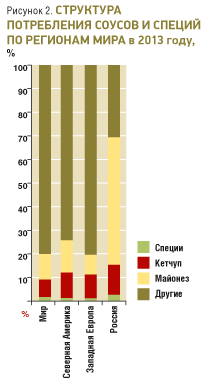 Рисунок 2. СТРУКТУРА
ПОТРЕБЛЕНИЯ СОУСОВ И СПЕЦИЙ
ПО РЕГИОНАМ МИРА в 2013 году,
%
100
90
80
70
60
50
40
30
20
10
%
Мир
Северная Америка
Западная Европа
Россия
Специи
Кетчуп
Майонез
Другие